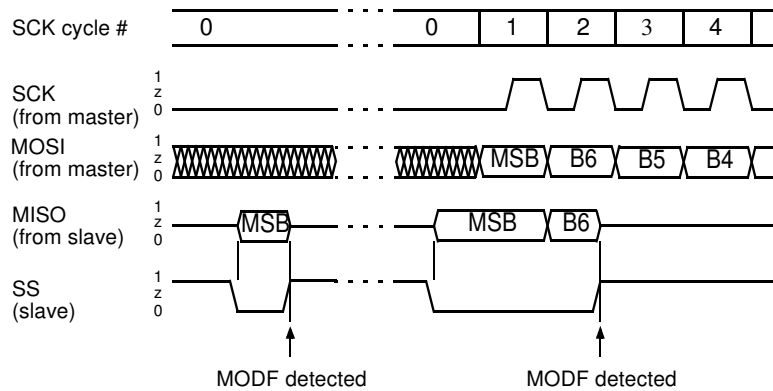 SCK cycle # 0 0 1 2 3 4
SCK
(from master)
1
z
0
MOSI
(from master)
1
z
0
MSB B6 B5 B4
MISO
(from slave)
1
z
0
MSB MSB B6
SS
(slave)
1
z
0
MODF detected MODF detected